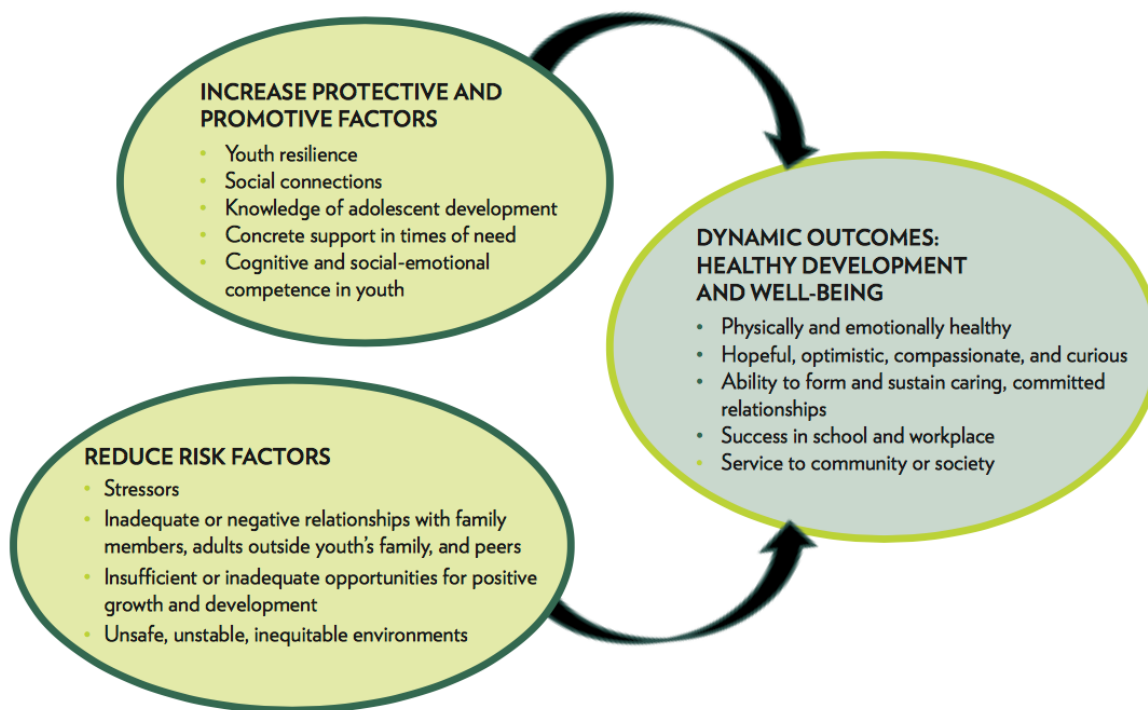 INCREASE PROTECTIVE AND
PROMOTIVE FACTORS
• Youth resilience
• Social connections
• Knowledge of adolescent development
• Concrete support in times of need
• Cognitive and social-emotional
competence in youth
REDUCE RISK FACTORS
• Stressors
• Inadequate or negative relationships with family
members, adults outside youth’s family, and peers
• Insufficient or inadequate opportunities for positive
growth and development
• Unsafe, unstable, inequitable environments
DYNAMIC OUTCOMES:
HEALTHY DEVELOPMENT
AND WELL-BEING
• Physically and emotionally healthy
• Hopeful, optimistic, compassionate, and curious
• Ability to form and sustain caring, committed
relationships
• Success in school and workplace
• Service to community or society